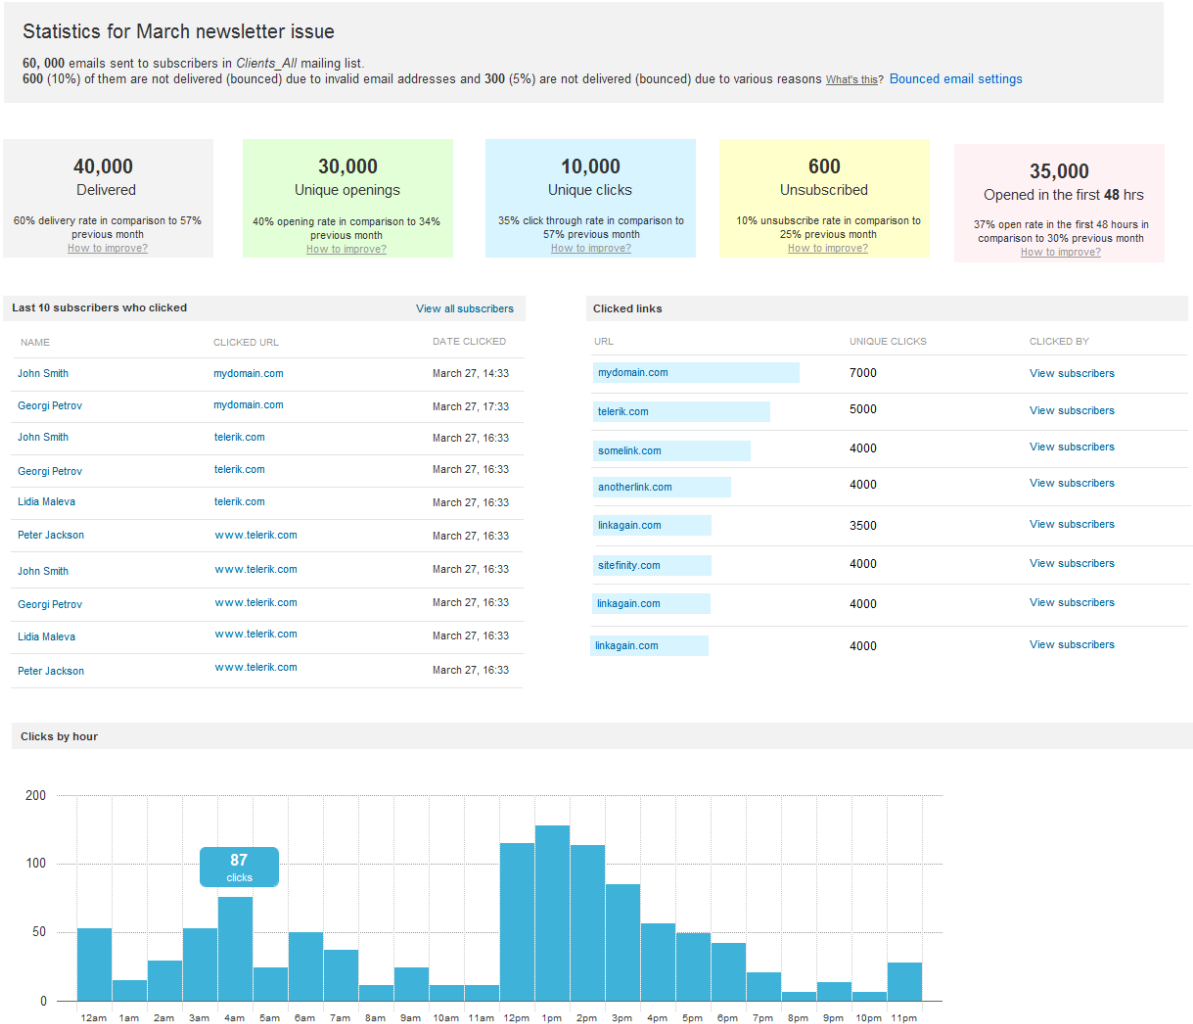 Statistics for March newsletter issue
60, 000 emails sent to subscribers in Clients_All mailing list.
600 (10%) of them are not delivered (bounced) due to invalid email addresses and 300 (5%) are not delivered (bounced) due to various reasons What's this? Bounced email settings
40,000
Delivered
60% delivery rate in comparison to 57%
previous month
How to improve?
30,000
Unique openings
40% opening rate in comparison to 34%
previous month
How to improve?
10,000
Unique clicks
35% click through rate in comparison to
57% previous month
How to improve?
600
Unsubscribed
10% unsubscribe rate in comparison to
25% previous month
How to improve?
35,000
Opened in the first 48 hrs
37% open rate in the first 48 hours in
comparison to 30% previous month
How to improve?
Last 10 subscribers who clicked View all subscribers
NAME CLICKED URL DATE CLICKED
John Smith mydomain.com March 27, 14:33
Georgi Petrov mydomain.com March 27, 17:33
John Smith telerik.com March 27, 16:33
Georgi Petrov telerik.com March 27, 16:33
Lidia Maleva telerik.com March 27, 16:33
Peter Jackson www.telerik.com March 27, 16:33
John Smith www.telerik.com March 27, 16:33
Georgi Petrov www.telerik.com March 27, 16:33
Lidia Maleva www.telerik.com March 27, 16:33
Peter Jackson www.telerik.com March 27, 16:33
Clicked links
URL UNIQUE CLICKS CLICKED BY
mydomain.com 7000 View subscribers
telerik.com 5000 View subscribers
somelink.com 4000 View subscribers
anotherlink.com 4000 View subscribers
linkagain.com 3500 View subscribers
sitefinity.com 4000 View subscribers
linkagain.com 4000 View subscribers
linkagain.com 4000 View subscribers
Clicks by hour
200
100
50
0
87
clicks
12am 1am 2am 3am 4am 5am 6am 7am 8am 9am 10am 11am 12pm 1pm 2pm 3pm 4pm 5pm 6pm 7pm 8pm 9pm 10pm 11pm